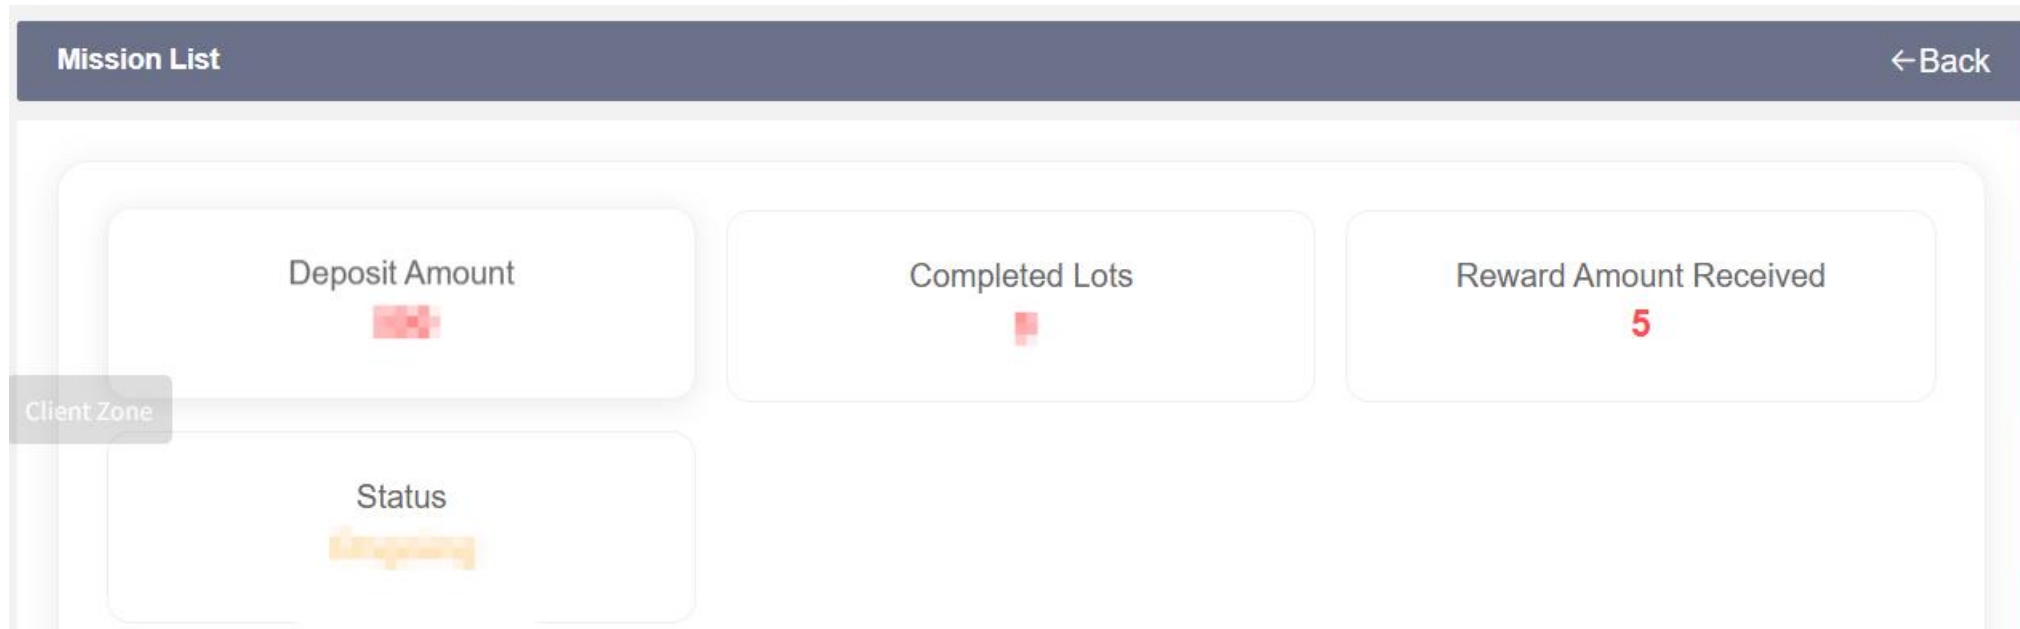 Mission List
←Back
Deposit Amount
Completed Lots
Reward Amount Received
5
Client Zone
Status